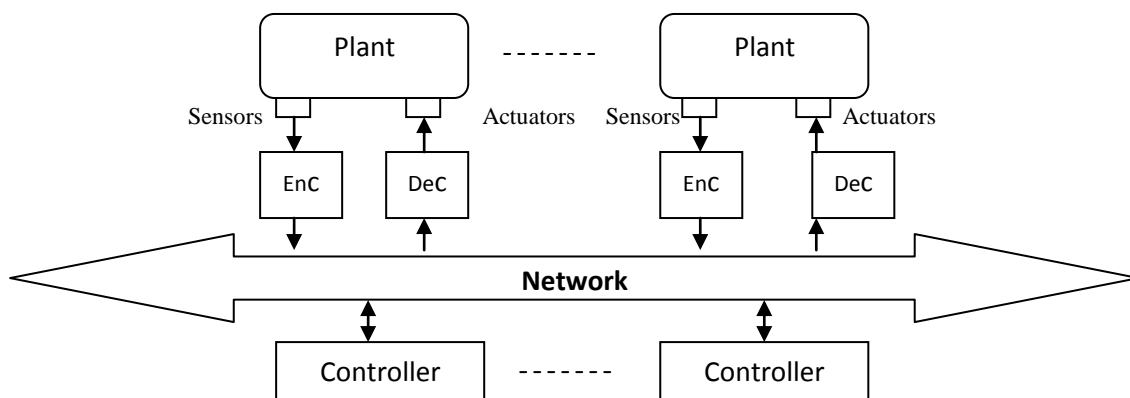 Plant
Plant
Sensors
Actuators
Sensors
Actuators
Enc
Dec
Enc
Dec
Network
Controller
Controller